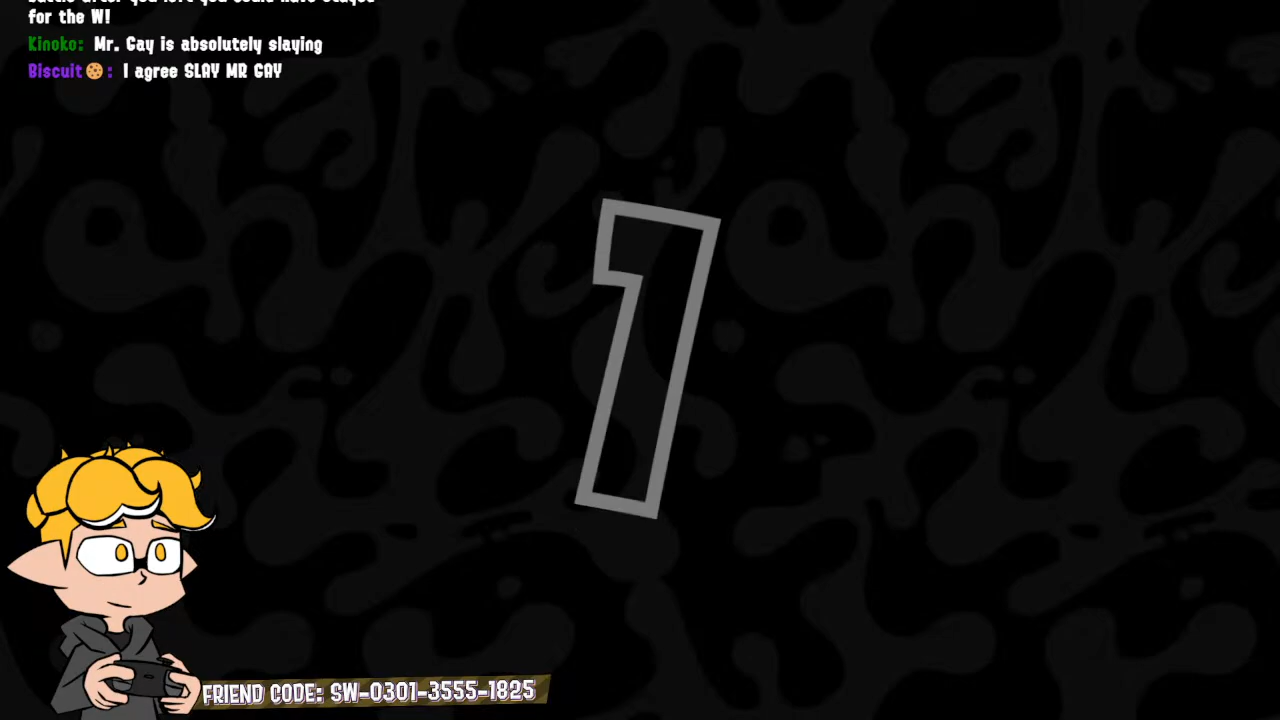 for the W!
Kinoko: Mr. Gay is absolutely slaying
Biscuit🍪: I agree SLAY MR GAY
1
FRIEND CODE: SW-0301-3555-1825